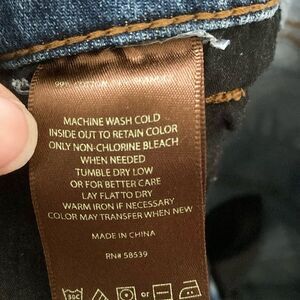 MACHINE WASH COLD
INSIDE OUT TO RETAIN COLOR
ONLY NON-CHLORINE BLEACH
WHEN NEEDED
TUMBLE DRY LOW
OR FOR BETTER CARE
LAY FLAT TO DRY
WARM IRON IF NECESSARY
COLOR MAY TRANSFER WHEN NEW
MADE IN CHINA
RN# 58539
30C or